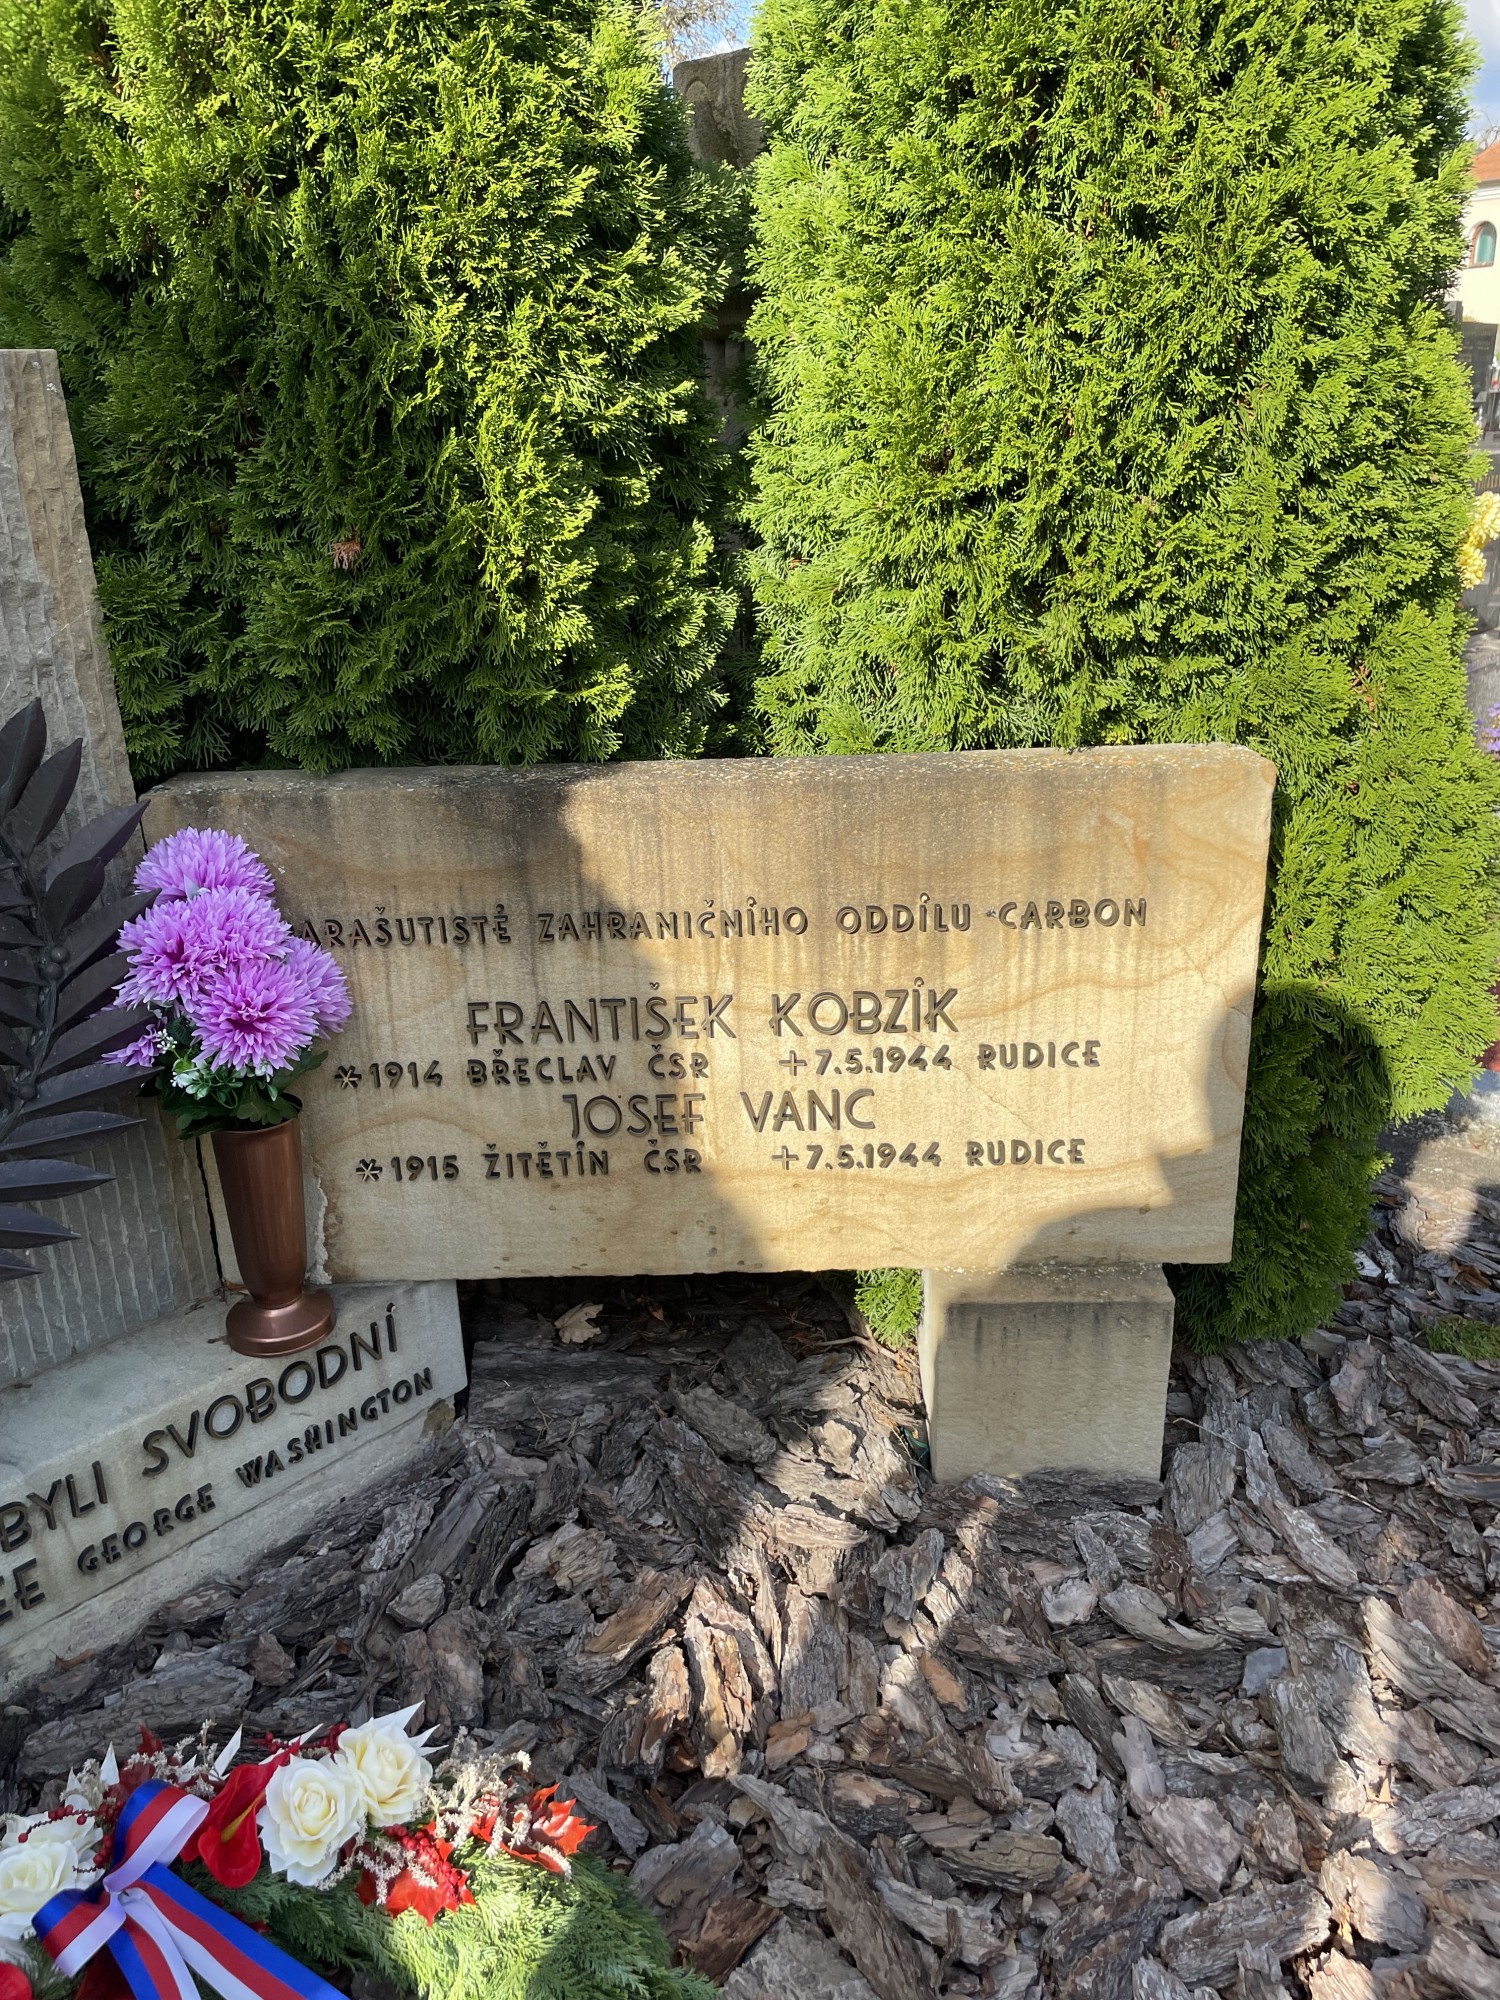 ARAŠUTISTÉ ZAHRANIČNÍHO ODDÍLU CARBON
FRANTIŠEK KOBZÍK
*1914 BŘECLAV ČSR +7.5.1944 RUDICE
JOSEF VANC
*1915 ŽITĚTÍN ČSR +7.5.1944 RUDICE
BYLI SVOBODNÍ
GEORGE WASHINGTON